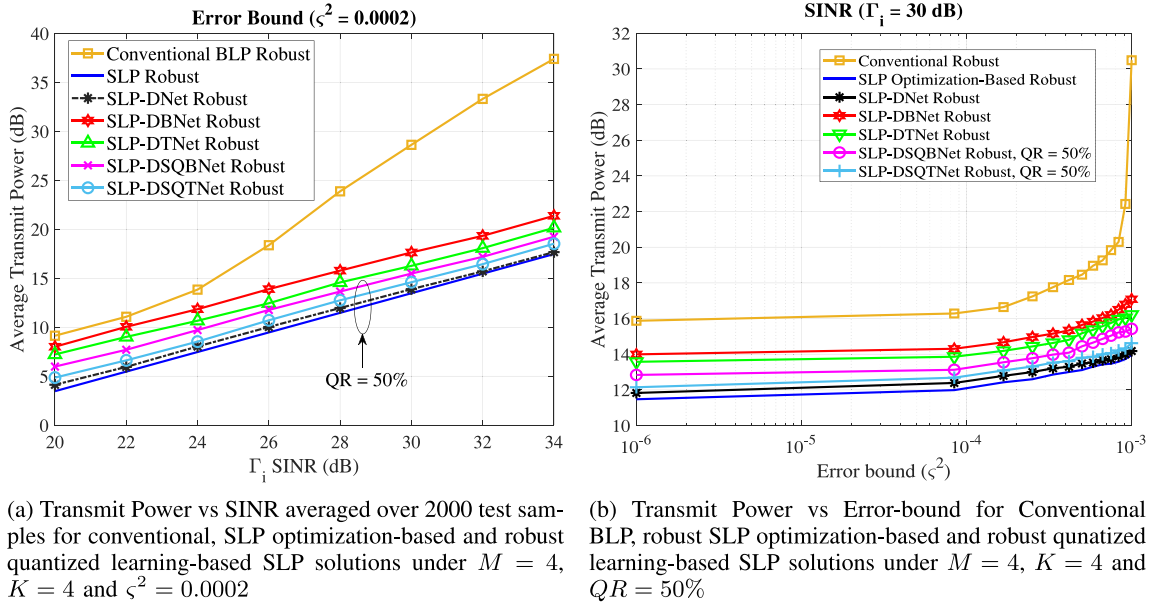 Error Bound (ς² = 0.0002)
40
35
30
25
20
15
10
5
0
Average Transmit Power (dB)
Conventional BLP Robust
SLP Robust
SLP-DNet Robust
SLP-DBNet Robust
SLP-DTNet Robust
SLP-DSQBNet Robust
SLP-DSQTNet Robust
QR = 50%
20 22 24 26 28 30 32 34
Γᵢ SINR (dB)
(a) Transmit Power vs SINR averaged over 2000 test sam-
ples for conventional, SLP optimization-based and robust
quantized learning-based SLP solutions under M = 4,
K = 4 and ς² = 0.0002
SINR (Γᵢ = 30 dB)
32
30
28
26
24
22
20
18
16
14
12
10
Average Transmit Power (dB)
Conventional Robust
SLP Optimization-Based Robust
SLP-DNet Robust
SLP-DBNet Robust
SLP-DTNet Robust
SLP-DSQBNet Robust, QR = 50%
SLP-DSQTNet Robust, QR = 50%
10⁻⁶ 10⁻⁵ 10⁻⁴ 10⁻³
Error bound (ς²)
(b) Transmit Power vs Error-bound for Conventional
BLP, robust SLP optimization-based and robust qunatized
learning-based SLP solutions under M = 4, K = 4 and
QR = 50%